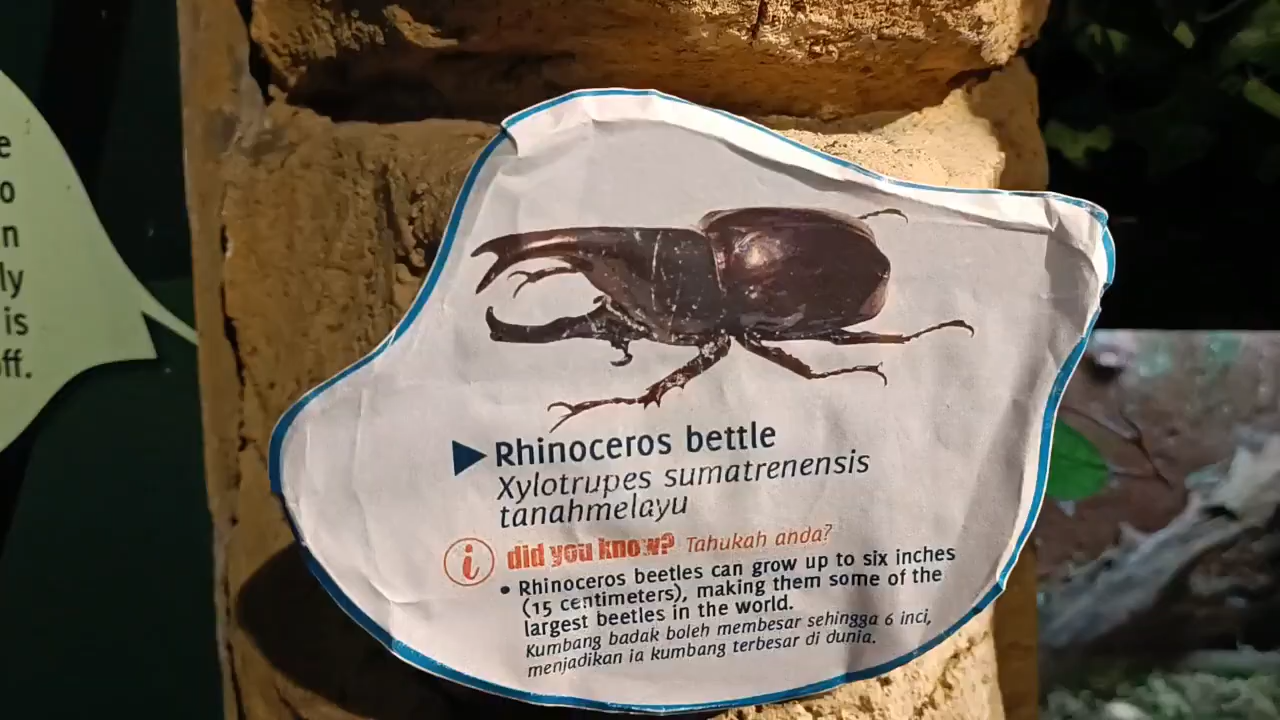 e
o
n
ly
is
off.
Rhinoceros bettle
Xylotrupes sumatrenensis
tanahmelayu
i did you know? Tahukah anda?
• Rhinoceros beetles can grow up to six inches
(15 centimeters), making them some of the
largest beetles in the world.
Kumbang badak boleh membesar sehingga 6 inci,
menjadikan ia kumbang terbesar di dunia.